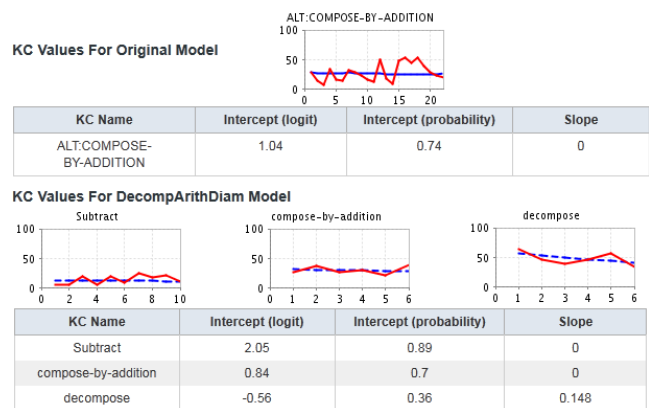 ALT:COMPOSE-BY-ADDITION
KC Values For Original Model
100
50
0
0 5 10 15 20
KC Name Intercept (logit) Intercept (probability) Slope
ALT:COMPOSE-
BY-ADDITION
1.04 0.74 0
KC Values For DecompArithDiam Model
Subtract compose-by-addition decompose
100 100 100
50 50 50
0 0 0
0 2 4 6 8 10 0 1 2 3 4 5 6 0 1 2 3 4 5 6
KC Name Intercept (logit) Intercept (probability) Slope
Subtract 2.05 0.89 0
compose-by-addition 0.84 0.7 0
decompose -0.56 0.36 0.148